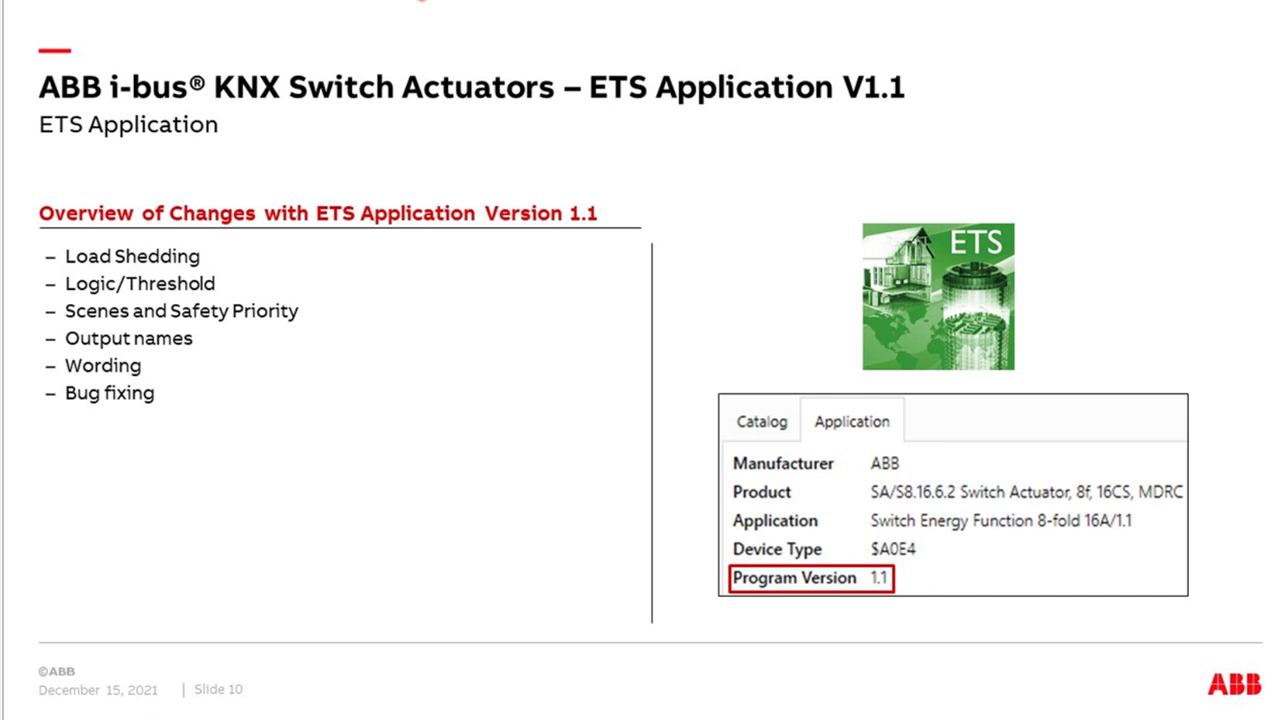 ABB i-bus® KNX Switch Actuators – ETS Application V1.1
ETS Application
Overview of Changes with ETS Application Version 1.1
– Load Shedding
– Logic/Threshold
– Scenes and Safety Priority
– Output names
– Wording
– Bug fixing
ETS
Catalog Application
Manufacturer ABB
Product SA/S8.16.6.2 Switch Actuator, 8f, 16CS, MDRC
Application Switch Energy Function 8-fold 16A/1.1
Device Type $A0E4
Program Version 1.1
©ABB
December 15, 2021 | Slide 10
ABB